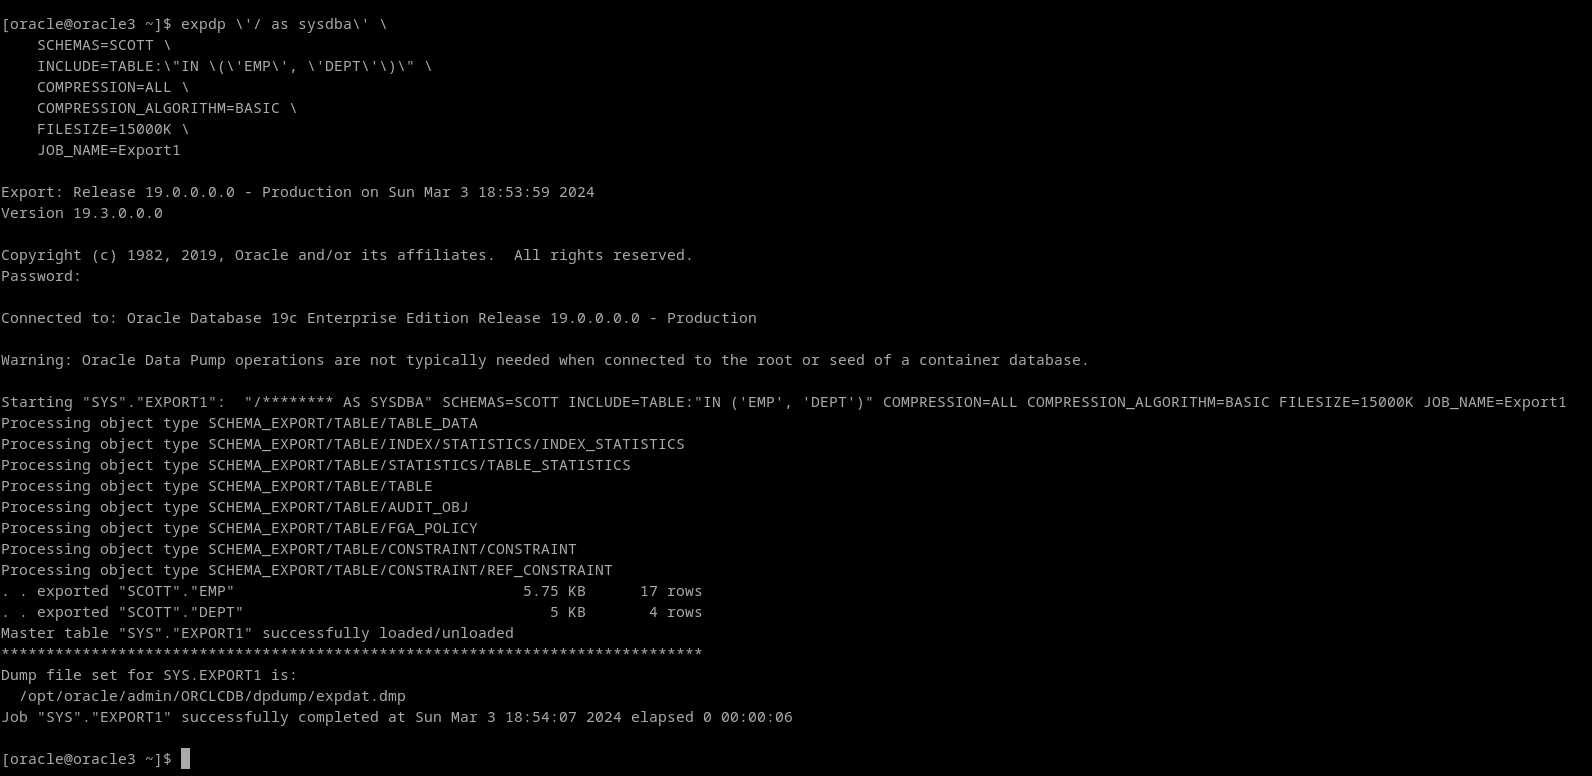 [oracle@oracle3 ~]$ expdp \'/ as sysdba\' \
    SCHEMAS=SCOTT \
    INCLUDE=TABLE:\"IN \(\'EMP\', \'DEPT\'\)\" \
    COMPRESSION=ALL \
    COMPRESSION_ALGORITHM=BASIC \
    FILESIZE=15000K \
    JOB_NAME=Export1

Export: Release 19.0.0.0.0 - Production on Sun Mar 3 18:53:59 2024
Version 19.3.0.0.0

Copyright (c) 1982, 2019, Oracle and/or its affiliates.  All rights reserved.
Password:

Connected to: Oracle Database 19c Enterprise Edition Release 19.0.0.0.0 - Production

Warning: Oracle Data Pump operations are not typically needed when connected to the root or seed of a container database.

Starting "SYS"."EXPORT1":  "/******** AS SYSDBA" SCHEMAS=SCOTT INCLUDE=TABLE:"IN ('EMP', 'DEPT')" COMPRESSION=ALL COMPRESSION_ALGORITHM=BASIC FILESIZE=15000K JOB_NAME=Export1
Processing object type SCHEMA_EXPORT/TABLE/TABLE_DATA
Processing object type SCHEMA_EXPORT/TABLE/INDEX/STATISTICS/INDEX_STATISTICS
Processing object type SCHEMA_EXPORT/TABLE/STATISTICS/TABLE_STATISTICS
Processing object type SCHEMA_EXPORT/TABLE/TABLE
Processing object type SCHEMA_EXPORT/TABLE/AUDIT_OBJ
Processing object type SCHEMA_EXPORT/TABLE/FGA_POLICY
Processing object type SCHEMA_EXPORT/TABLE/CONSTRAINT/CONSTRAINT
Processing object type SCHEMA_EXPORT/TABLE/CONSTRAINT/REF_CONSTRAINT
. . exported "SCOTT"."EMP"                                5.75 KB      17 rows
. . exported "SCOTT"."DEPT"                                  5 KB       4 rows
Master table "SYS"."EXPORT1" successfully loaded/unloaded
******************************************************************************
Dump file set for SYS.EXPORT1 is:
  /opt/oracle/admin/ORCLCDB/dpdump/expdat.dmp
Job "SYS"."EXPORT1" successfully completed at Sun Mar 3 18:54:07 2024 elapsed 0 00:00:06

[oracle@oracle3 ~]$